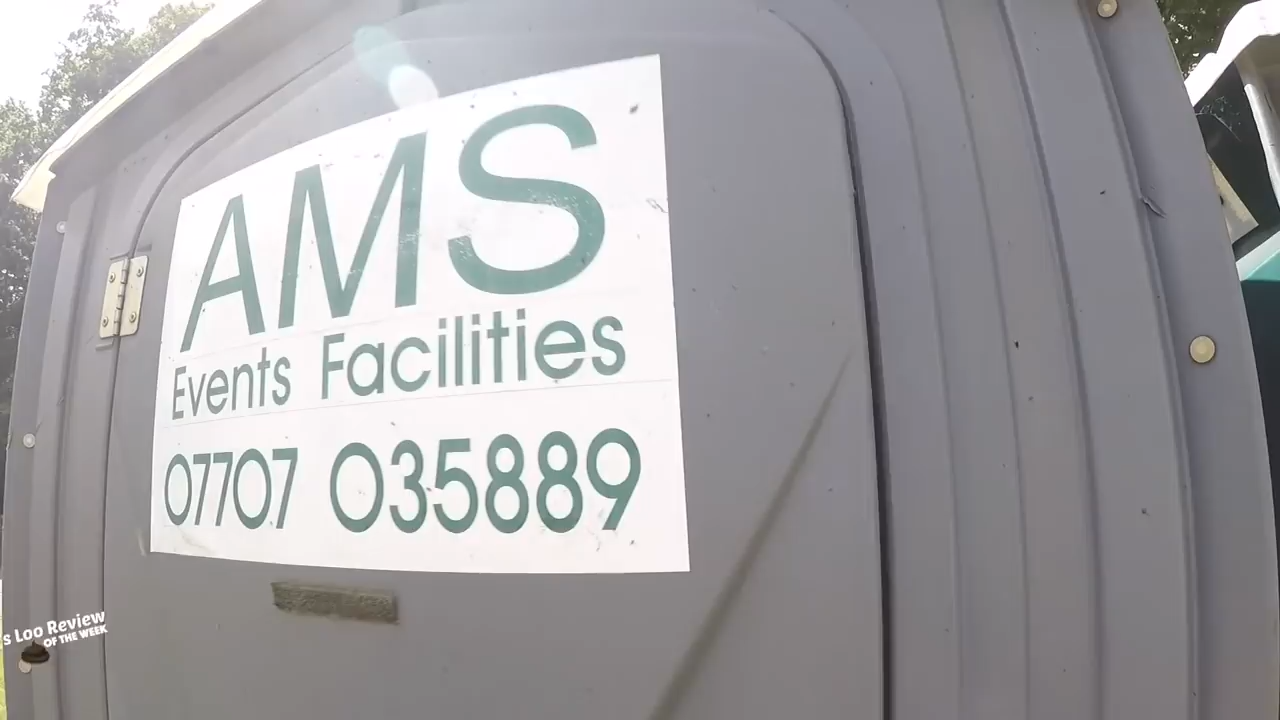 AMS
Events Facilities
07707 035889
s Loo Review
OF THE WEEK